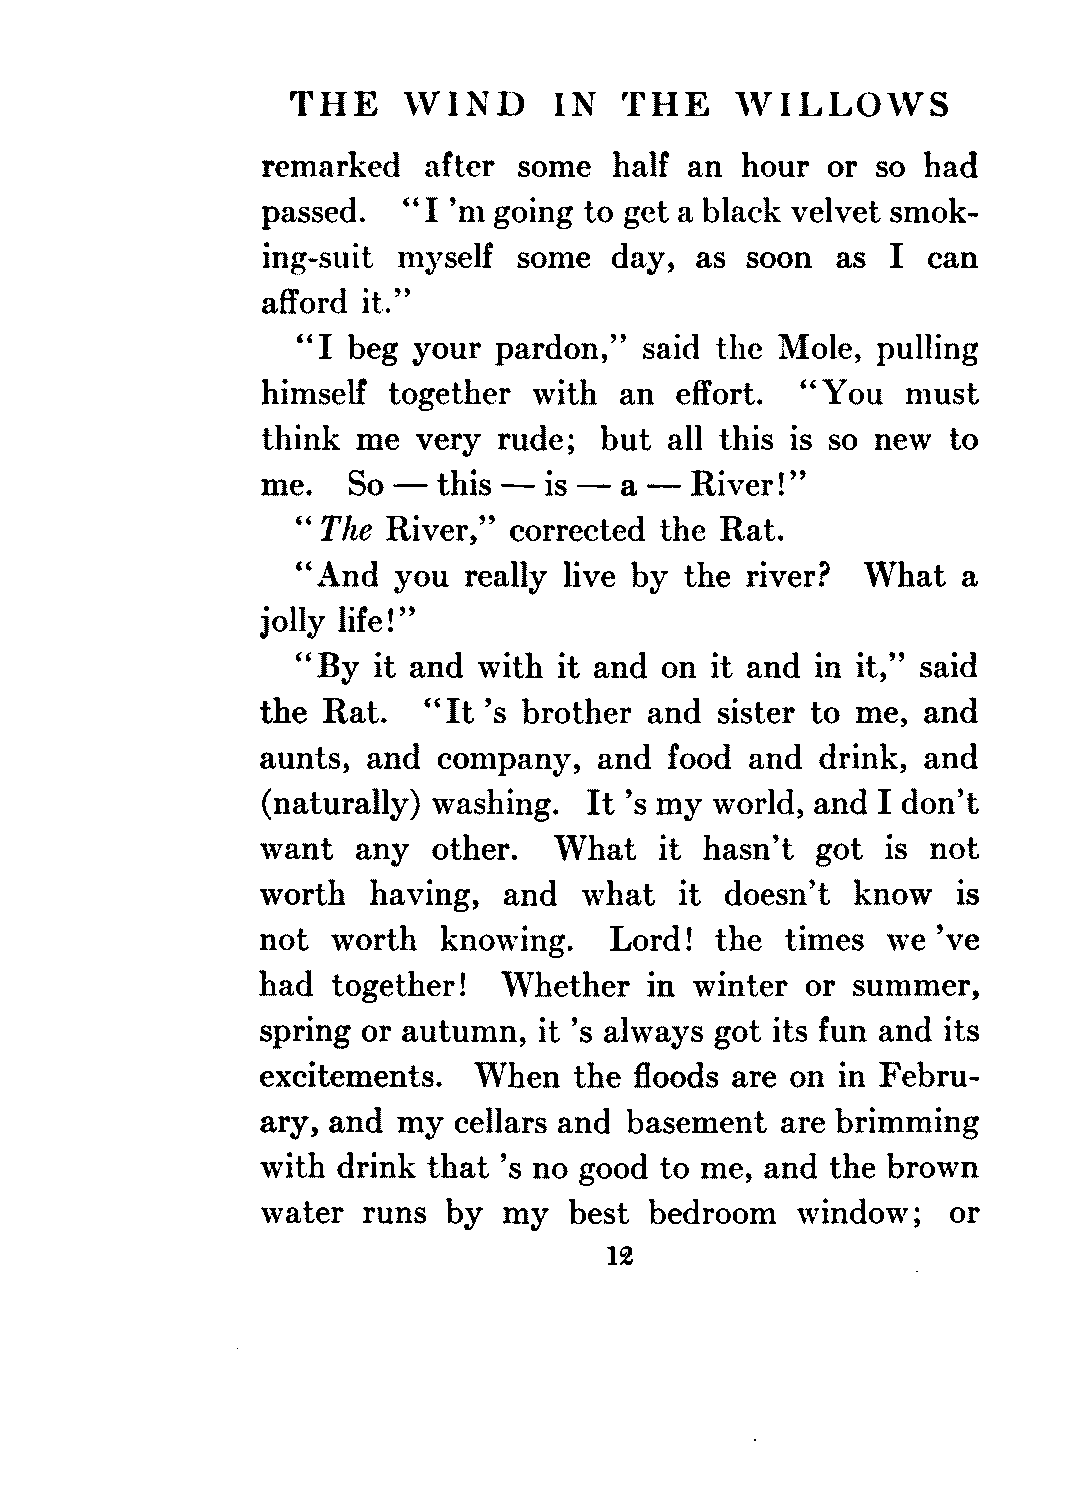 THE WIND IN THE WILLOWS
remarked after some half an hour or so had
passed. “I ’m going to get a black velvet smok-
ing-suit myself some day, as soon as I can
afford it.”
“I beg your pardon,” said the Mole, pulling
himself together with an effort. “You must
think me very rude; but all this is so new to
me. So — this — is — a — River!”
“The River,” corrected the Rat.
“And you really live by the river? What a
jolly life!”
“By it and with it and on it and in it,” said
the Rat. “It ’s brother and sister to me, and
aunts, and company, and food and drink, and
(naturally) washing. It ’s my world, and I don’t
want any other. What it hasn’t got is not
worth having, and what it doesn’t know is
not worth knowing. Lord! the times we ’ve
had together! Whether in winter or summer,
spring or autumn, it ’s always got its fun and its
excitements. When the floods are on in Febru-
ary, and my cellars and basement are brimming
with drink that ’s no good to me, and the brown
water runs by my best bedroom window; or
12